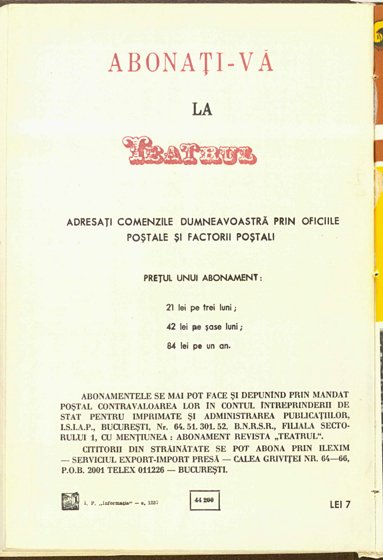 ABONAȚI-VĂ
LA
TEATRUL
ADRESAȚI COMENZILE DUMNEAVOASTRĂ PRIN OFICIILE
POȘTALE ȘI FACTORII POȘTALI
PREȚUL UNUI ABONAMENT:
21 lei pe trei luni;
42 lei pe șase luni;
84 lei pe un an.
ABONAMENTELE SE MAI POT FACE ȘI DEPUNÎND PRIN MANDAT
POȘTAL CONTRAVALOAREA LOR ÎN CONTUL ÎNTREPRINDERII DE
STAT PENTRU IMPRIMATE ȘI ADMINISTRAREA PUBLICAȚIILOR,
I.S.I.A.P., BUCUREȘTI, Nr. 64. 51. 301. 52. B.N.R.S.R., FILIALA SECTO-
RULUI 1, CU MENȚIUNEA : ABONAMENT REVISTA „TEATRUL".
CITITORII DIN STRĂINĂTATE SE POT ABONA PRIN ILEXIM
— SERVICIUL EXPORT-IMPORT PRESĂ — CALEA GRIVIȚEI NR. 64—66,
P.O.B. 2001 TELEX 011226 — BUCUREȘTI.
I. P. „Informația" — c. 
44 200
LEI 7